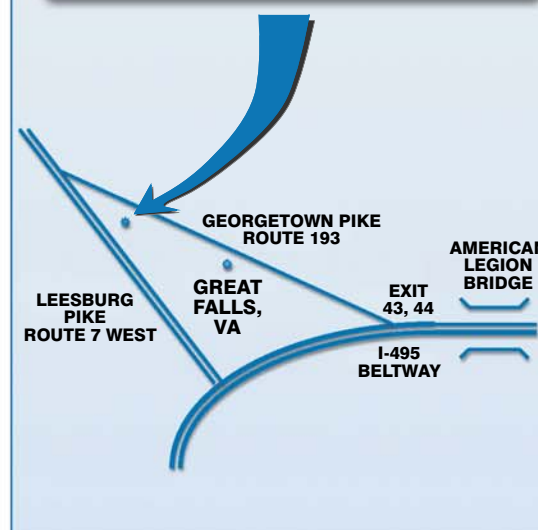 GEORGETOWN PIKE
ROUTE 193
AMERICAN
LEGION
BRIDGE
GREAT
FALLS,
VA
EXIT
43, 44
LEESBURG
PIKE
ROUTE 7 WEST
I-495
BELTWAY